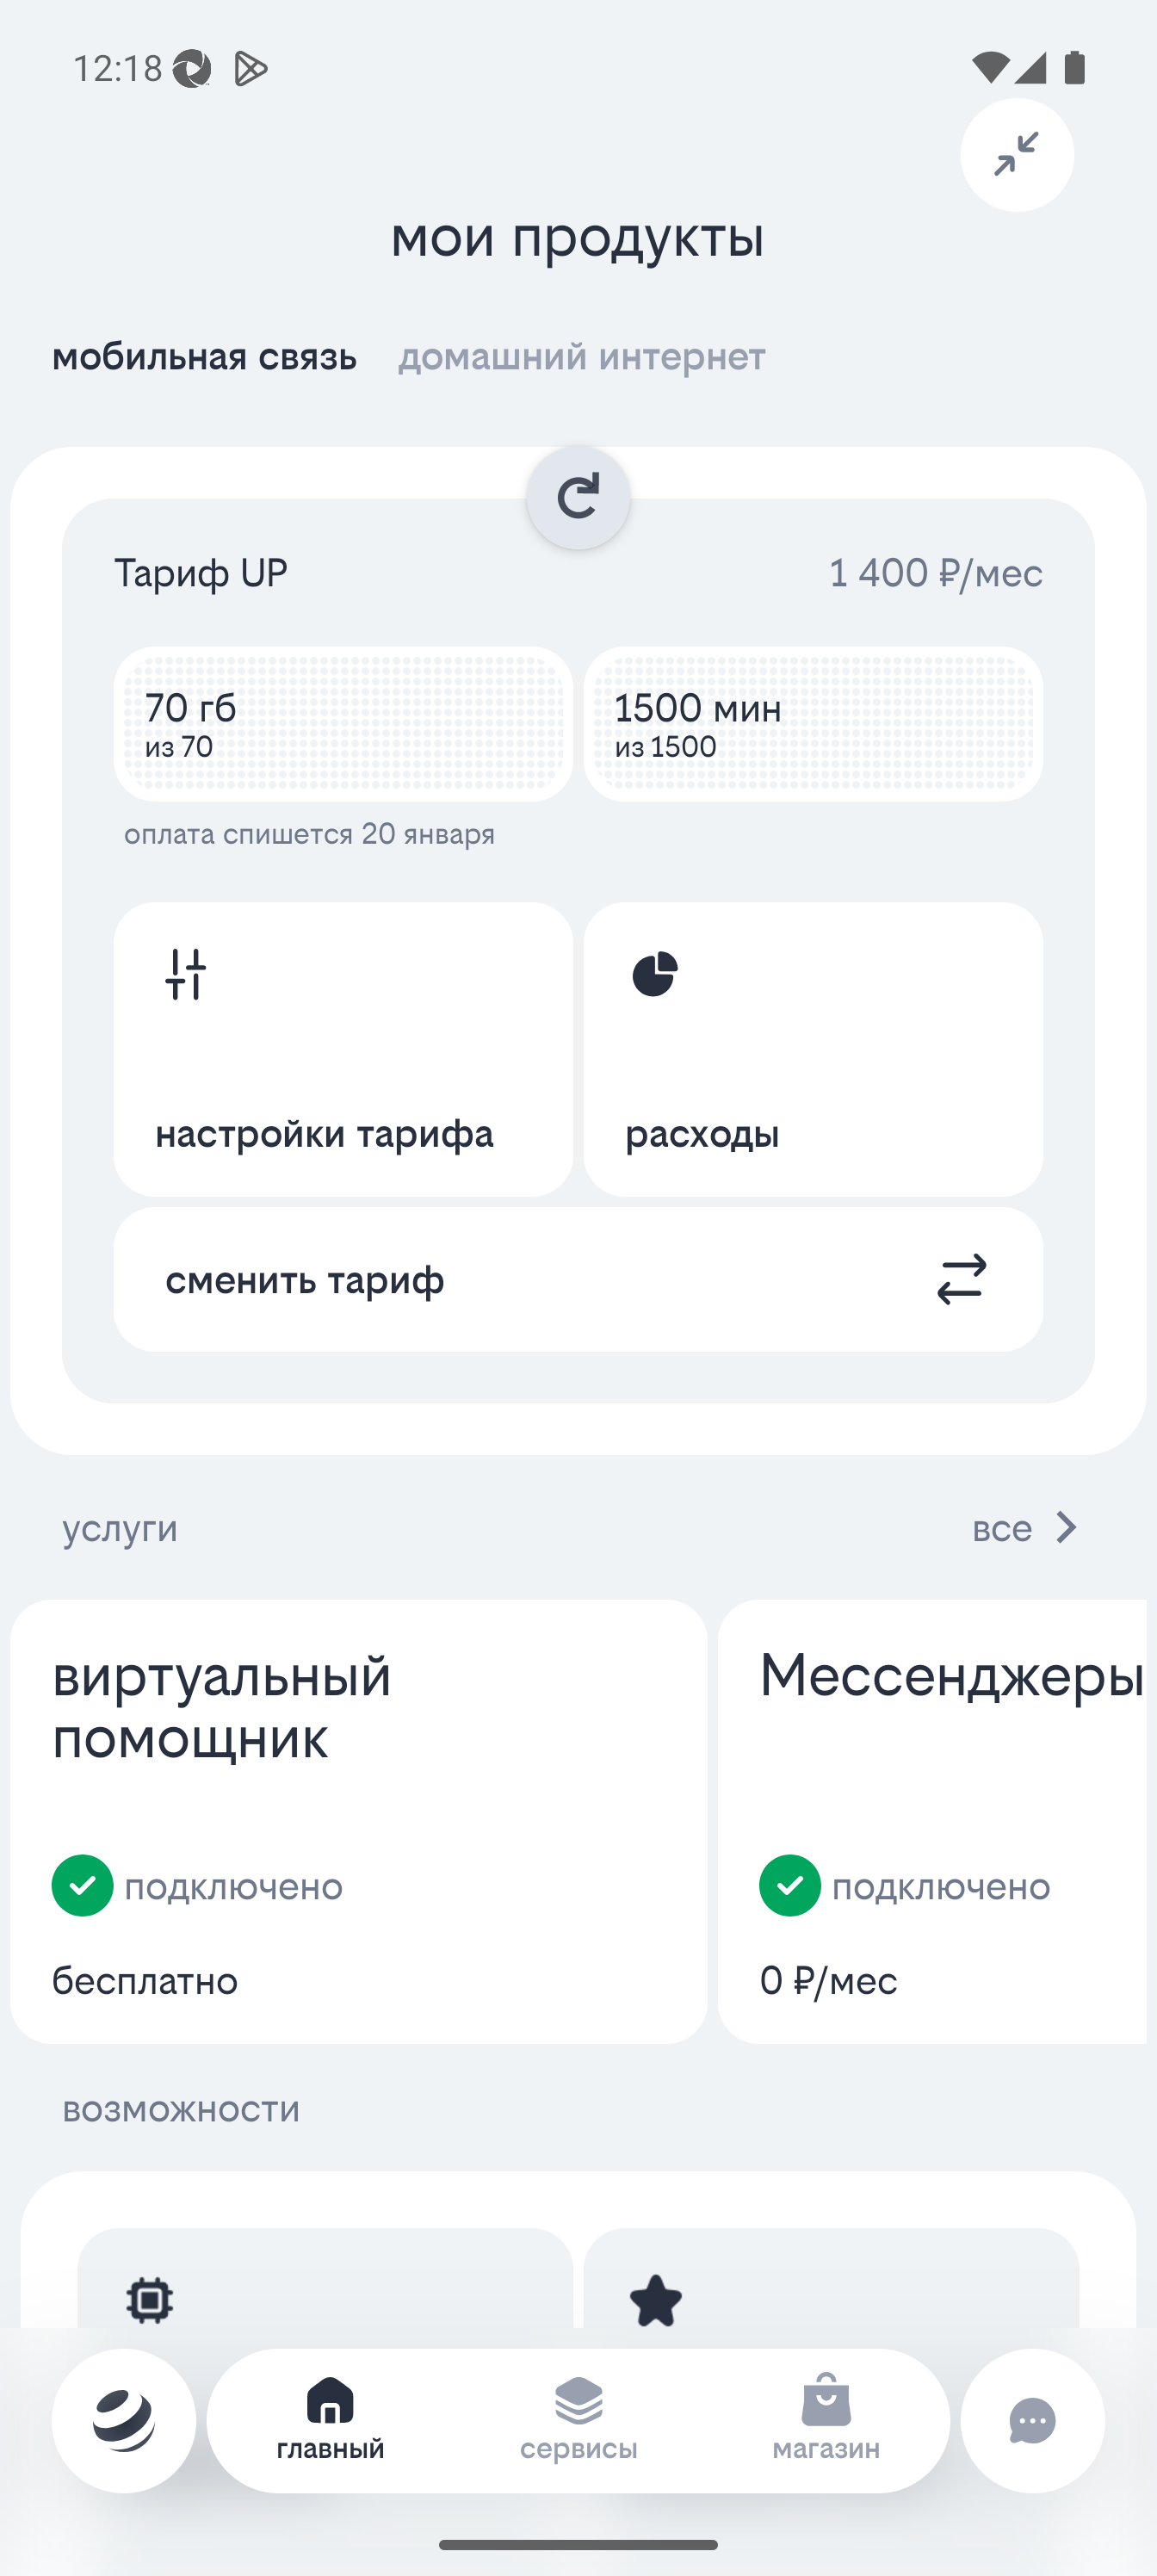 12:18
мои продукты
мобильная связь домашний интернет
Тариф UP 1 400 ₽/мес
70 гб
из 70
1500 мин
из 1500
оплата спишется 20 января
настройки тарифа
расходы
сменить тариф
услуги все
виртуальный
помощник
подключено
бесплатно
Мессенджеры
подключено
0 ₽/мес
возможности
главный сервисы магазин